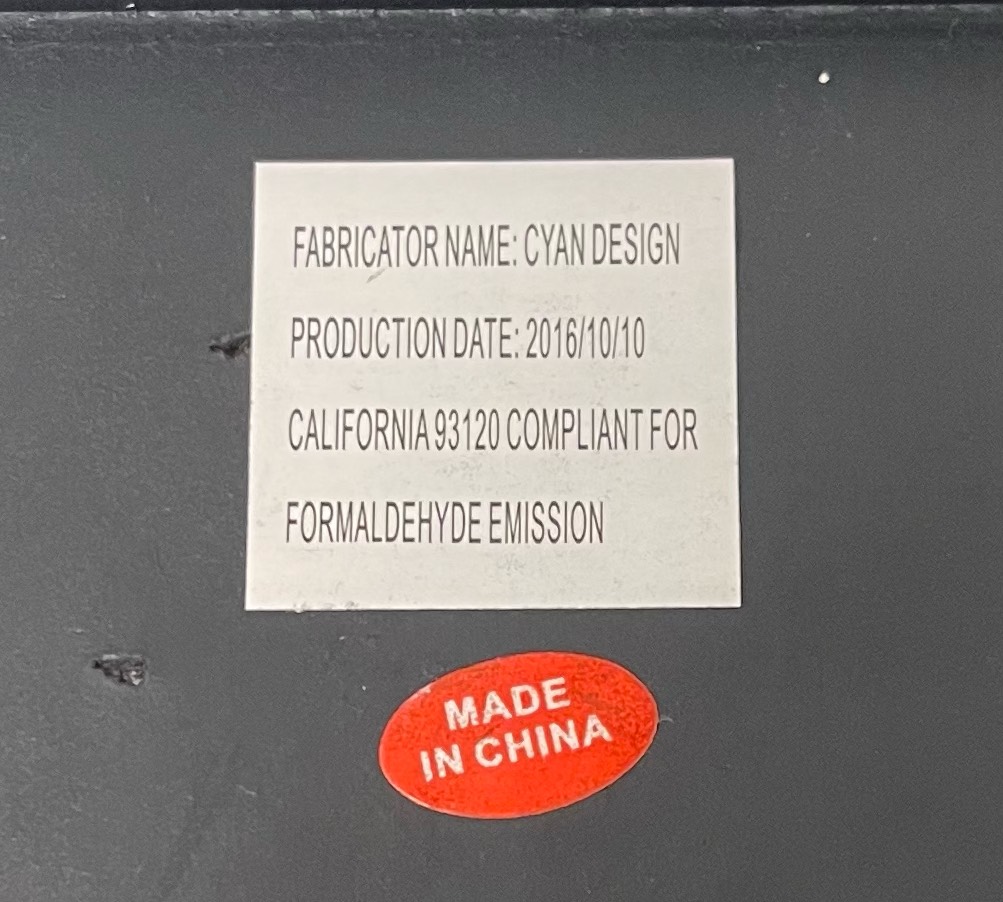 FABRICATOR NAME: CYAN DESIGN
PRODUCTION DATE: 2016/10/10
CALIFORNIA 93120 COMPLIANT FOR
FORMALDEHYDE EMISSION
MADE
IN CHINA